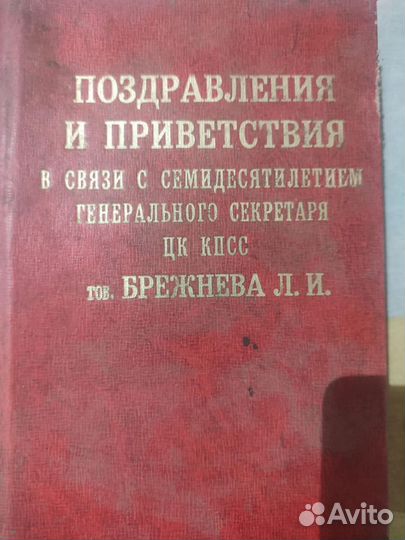 ПОЗДРАВЛЕНИЯ
И ПРИВЕТСТВИЯ
В СВЯЗИ С СЕМИДЕСЯТИЛЕТИЕМ
ГЕНЕРАЛЬНОГО СЕКРЕТАРЯ
ЦК КПСС
ТОВ. БРЕЖНЕВА Л. И.
Avito